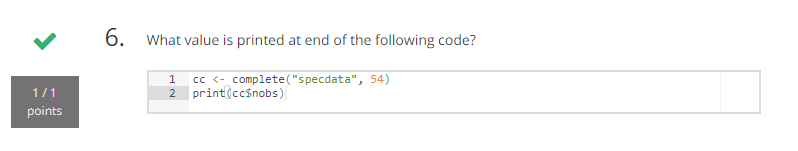 6. What value is printed at end of the following code?
1 / 1
points
1 cc <- complete("specdata", 54)
2 print(cc$nobs)